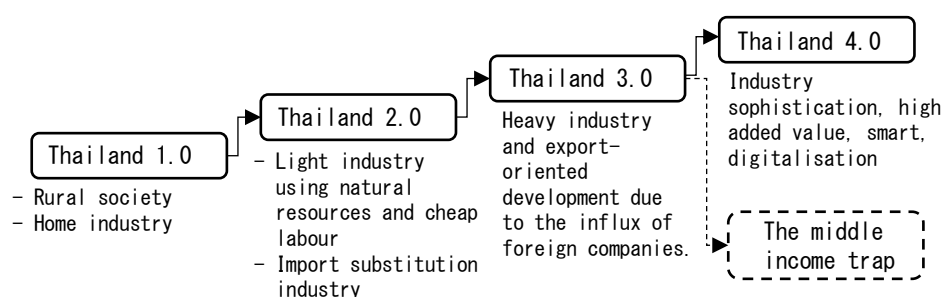 Thailand 1.0
– Rural society
– Home industry
Thailand 2.0
– Light industry
using natural
resources and cheap
labour
– Import substitution
industry
Thailand 3.0
Heavy industry
and export-
oriented
development due
to the influx of
foreign companies.
Thailand 4.0
Industry
sophistication, high
added value, smart,
digitalisation
The middle
income trap